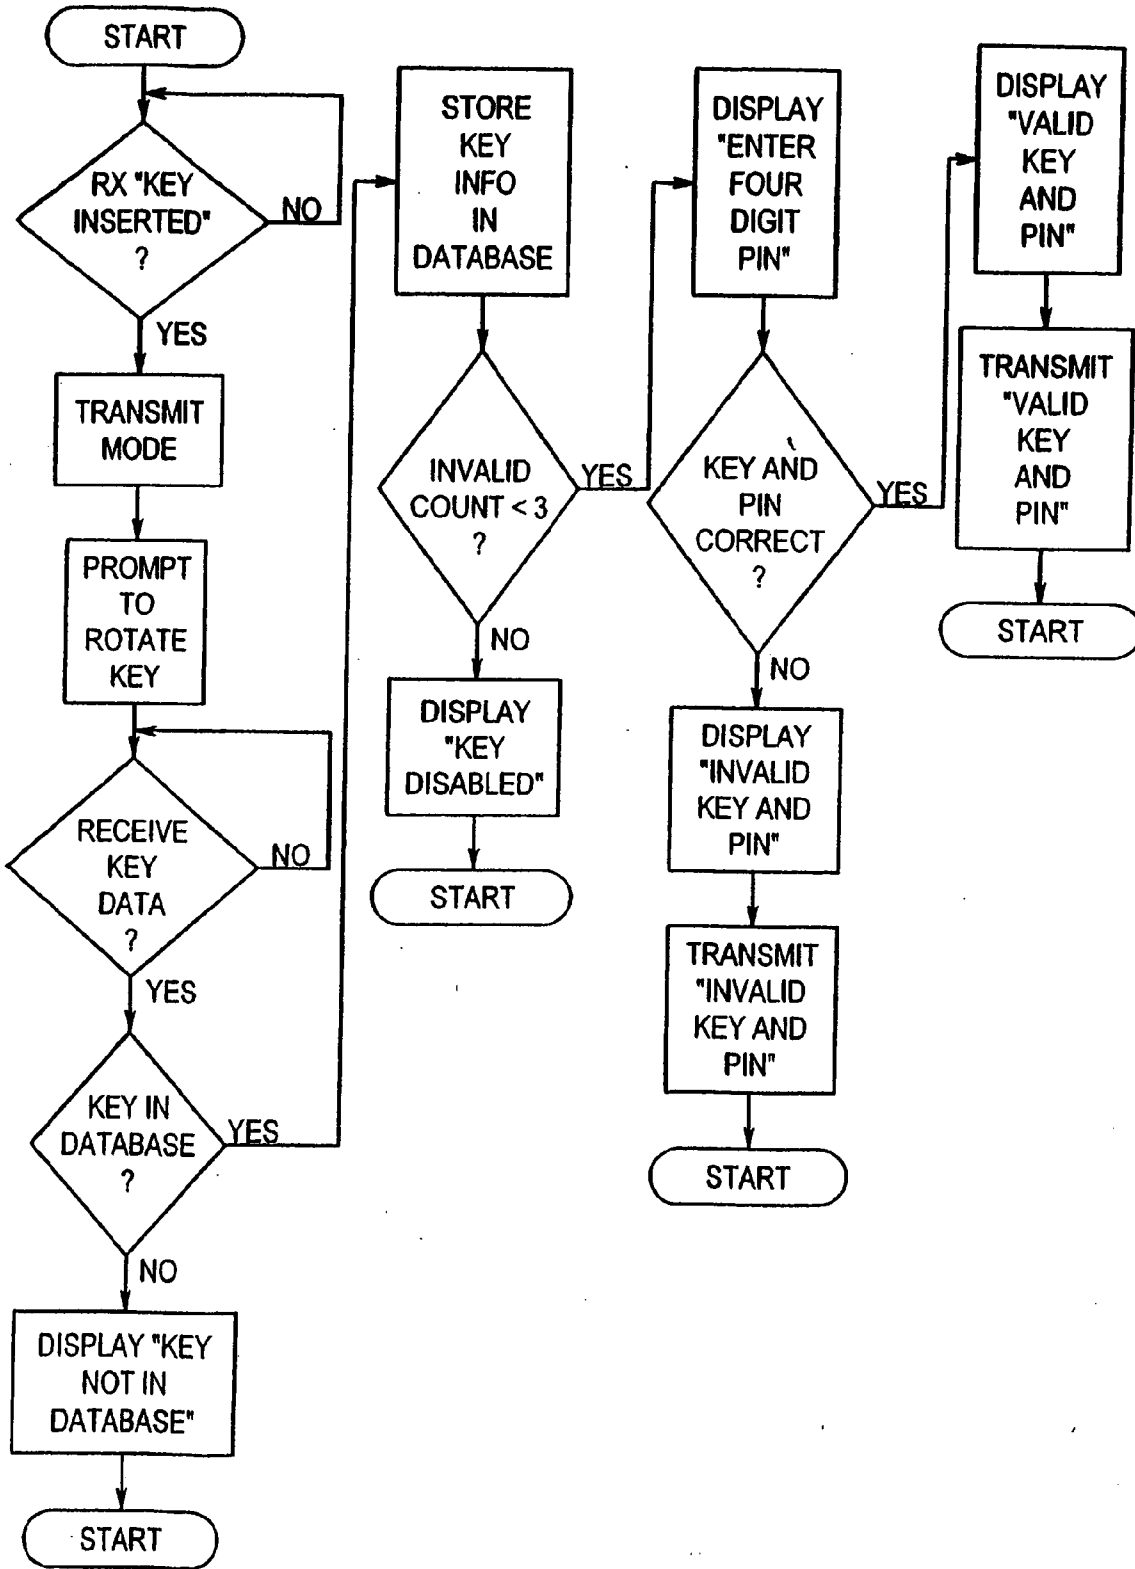 START
RX "KEY
INSERTED"
?
NO
YES
TRANSMIT
MODE
PROMPT
TO
ROTATE
KEY
RECEIVE
KEY
DATA
?
NO
YES
KEY IN
DATABASE
?
YES
NO
DISPLAY "KEY
NOT IN
DATABASE"
START
STORE
KEY
INFO
IN
DATABASE
INVALID
COUNT < 3
?
YES
NO
DISPLAY
"KEY
DISABLED"
START
DISPLAY
"ENTER
FOUR
DIGIT
PIN"
KEY AND
PIN
CORRECT
?
YES
NO
DISPLAY
"INVALID
KEY AND
PIN"
TRANSMIT
"INVALID
KEY AND
PIN"
START
DISPLAY
"VALID
KEY
AND
PIN"
TRANSMIT
"VALID
KEY
AND
PIN"
START